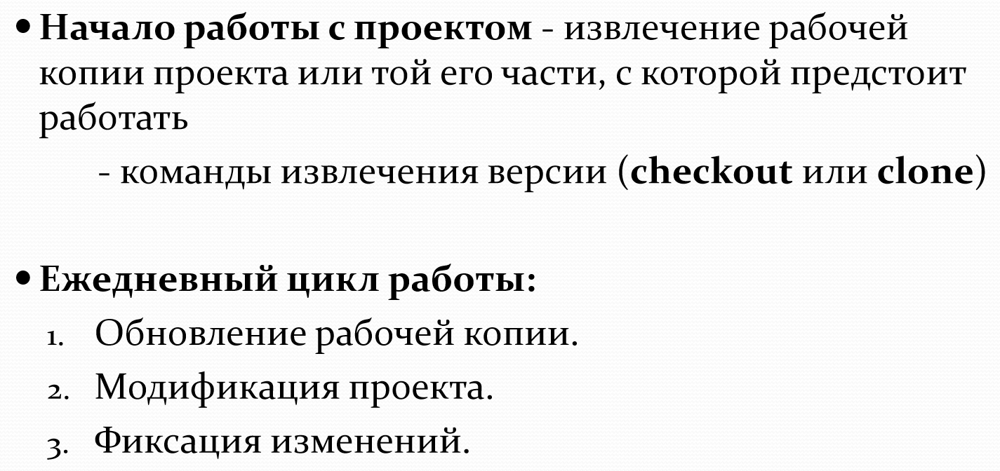 • Начало работы с проектом - извлечение рабочей
копии проекта или той его части, с которой предстоит
работать
- команды извлечения версии (checkout или clone)
• Ежедневный цикл работы:
1. Обновление рабочей копии.
2. Модификация проекта.
3. Фиксация изменений.